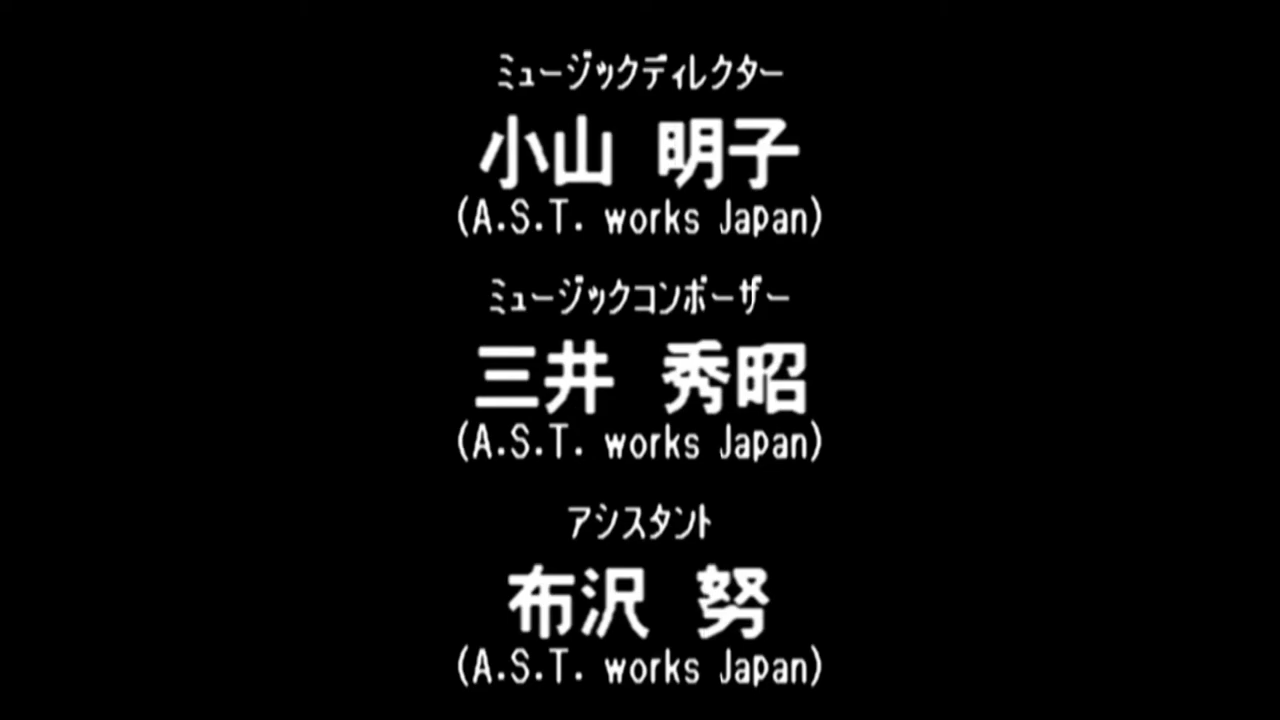 ミュージックディレクター
小山 明子
(A.S.T. works Japan)
ミュージックコンポーザー
三井 秀昭
(A.S.T. works Japan)
アシスタント
布沢 努
(A.S.T. works Japan)